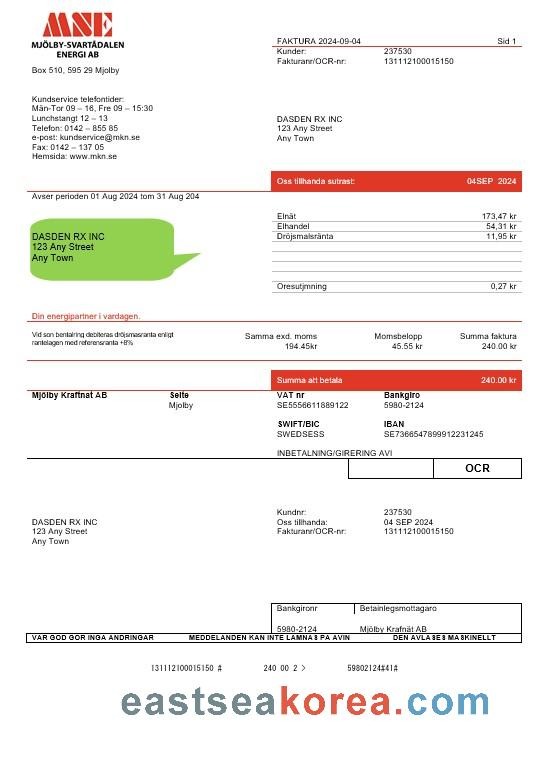 MSE
MJÖLBY-SVARTÅDALEN
ENERGI AB
Box 510, 595 29 Mjolby
FAKTURA 2024-09-04 Sid 1
Kunder: 237530
Fakturanr/OCR-nr: 131112100015150
Kundservice telefontider:
Män-Tor 09 – 16, Fre 09 – 15:30
Lunchstangt 12 – 13
Telefon: 0142 – 855 85
e-post: kundservice@mkn.se
Fax: 0142 – 137 05
Hemsida: www.mkn.se
DASDEN RX INC
123 Any Street
Any Town
Oss tillhanda sutrast: 04SEP 2024
Avser perioden 01 Aug 2024 tom 31 Aug 204
Elnät 173,47 kr
Elhandel 54,31 kr
Dröjsmalsränta 11,95 kr
DASDEN RX INC
123 Any Street
Any Town
Oresutjmning 0,27 kr
Din energipartner i vardagen.
Vid son bentalring debiteras dröjmasranta enligt
rantelagen med referensranta +8%
Samma exd. moms Momsbelopp Summa faktura
194.45kr 45.55 kr 240.00 kr
Summa att betala 240.00 kr
Mjölby Kraftnat AB Seite VAT nr Bankgiro
Mjolby SE5556611889122 5980-2124
SWIFT/BIC IBAN
SWEDSESS SE7366547899912231245
INBETALNING/GIRERING AVI
OCR
Kundnr: 237530
Oss tillhanda: 04 SEP 2024
Fakturanr/OCR-nr: 131112100015150
DASDEN RX INC
123 Any Street
Any Town
Bankgironr Betainlegsmottagaro
5980-2124 Mjölby Krafnät AB
VAR GOD GOR INGA ANDRINGAR MEDDELANDEN KAN INTE LAMNAS PA AVIN DEN AVLASES MASKINELLT
131112100015150 # 240 00 2 > 59802124#41#
eastseakorea.com